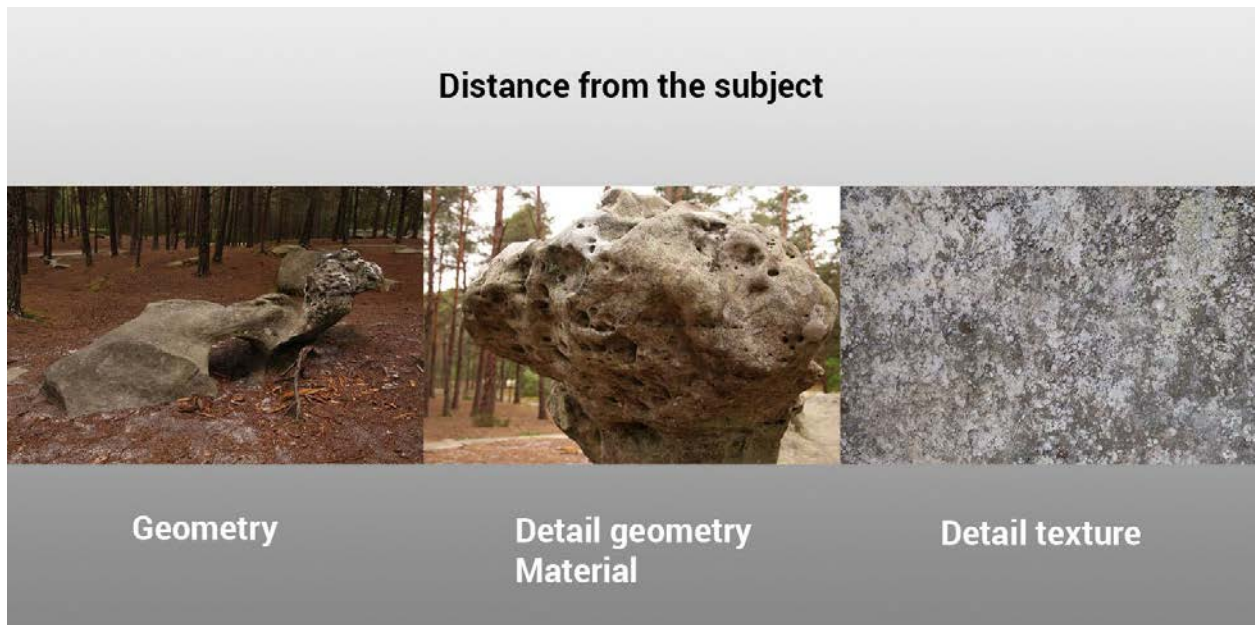 Distance from the subject
Geometry
Detail geometry
Material
Detail texture